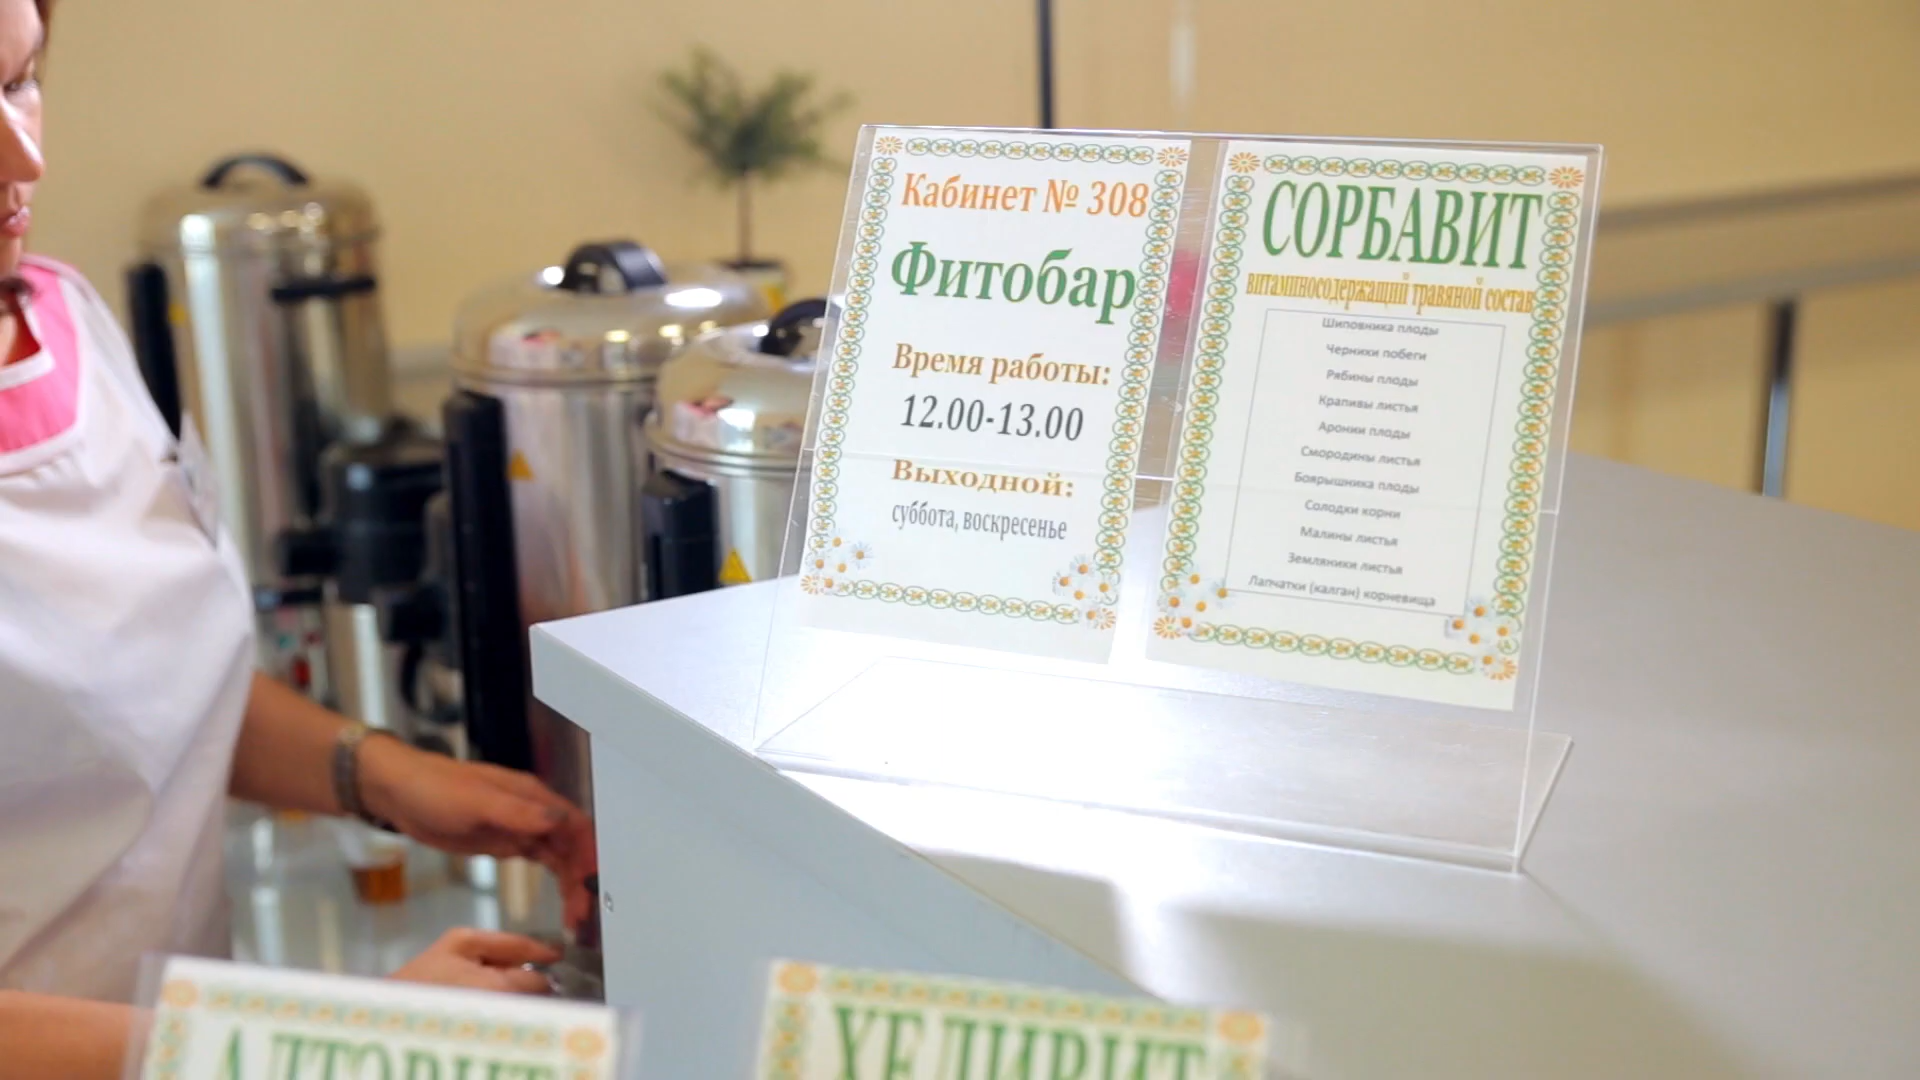 Кабинет № 308
Фитобар
Время работы:
12.00-13.00
Выходной:
суббота, воскресенье
СОРБАВИТ
витаминосодержащий травяной состав
Шиповника плоды
Черники побеги
Рябины плоды
Крапивы листья
Аронии плоды
Смородины листья
Боярышника плоды
Солодки корни
Малины листья
Земляники листья
Лапчатки (калган) корневища
АЛТОВИТ
ХЕЛИВИТ